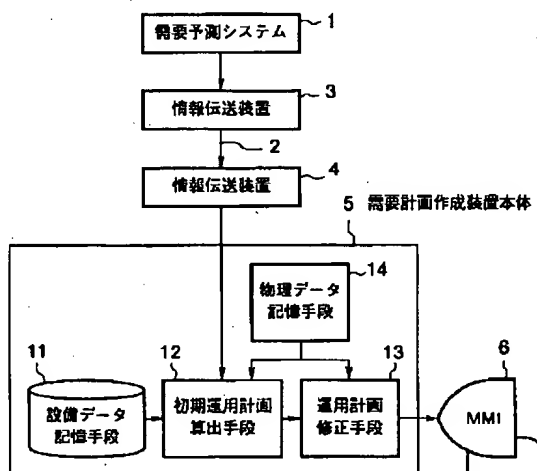 1
需要予測システム
3
情報伝送装置
2
4
情報伝送装置
5 需要計画作成装置本体
14
物理データ
記憶手段
11
設備データ
記憶手段
12
初期運用計画
算出手段
13
運用計画
修正手段
6
MMI